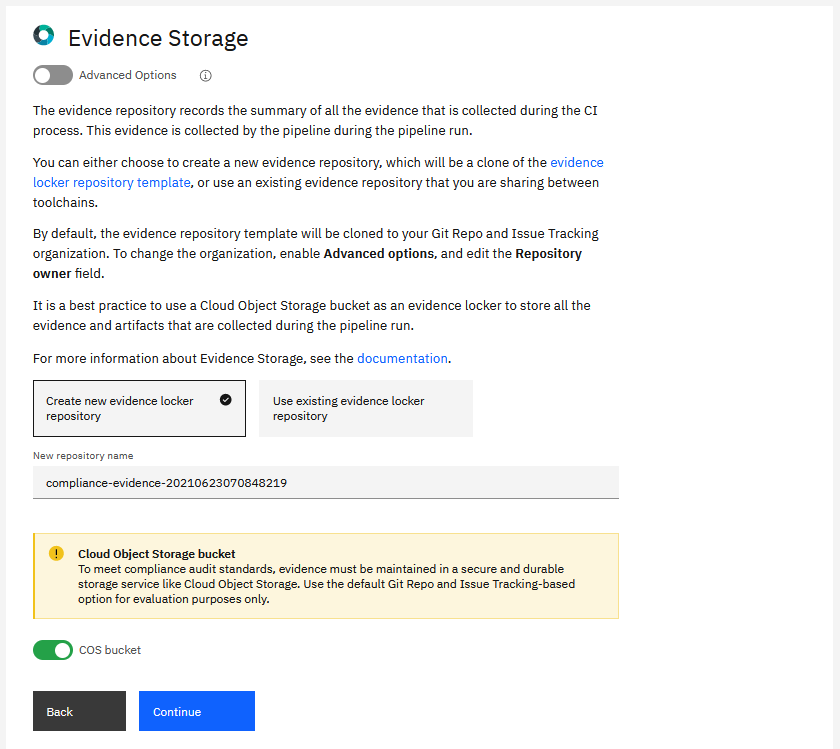 Evidence Storage
Advanced Options
The evidence repository records the summary of all the evidence that is collected during the CI
process. This evidence is collected by the pipeline during the pipeline run.
You can either choose to create a new evidence repository, which will be a clone of the evidence
locker repository template, or use an existing evidence repository that you are sharing between
toolchains.
By default, the evidence repository template will be cloned to your Git Repo and Issue Tracking
organization. To change the organization, enable Advanced options, and edit the Repository
owner field.
It is a best practice to use a Cloud Object Storage bucket as an evidence locker to store all the
evidence and artifacts that are collected during the pipeline run.
For more information about Evidence Storage, see the documentation.
Create new evidence locker
repository
Use existing evidence locker
repository
New repository name
compliance-evidence-20210623070848219
Cloud Object Storage bucket
To meet compliance audit standards, evidence must be maintained in a secure and durable
storage service like Cloud Object Storage. Use the default Git Repo and Issue Tracking-based
option for evaluation purposes only.
COS bucket
Back
Continue